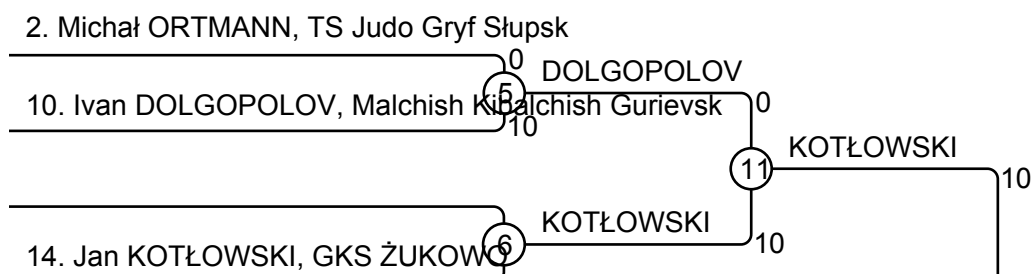 2. Michał ORTMANN, TS Judo Gryf Słupsk
0
DOLGOPOLOV
5
10. Ivan DOLGOPOLOV, Malchish Kibalchish Gurievsk
0
10
KOTŁOWSKI
11
10
KOTŁOWSKI
6
10
14. Jan KOTŁOWSKI, GKS ŻUKOWO